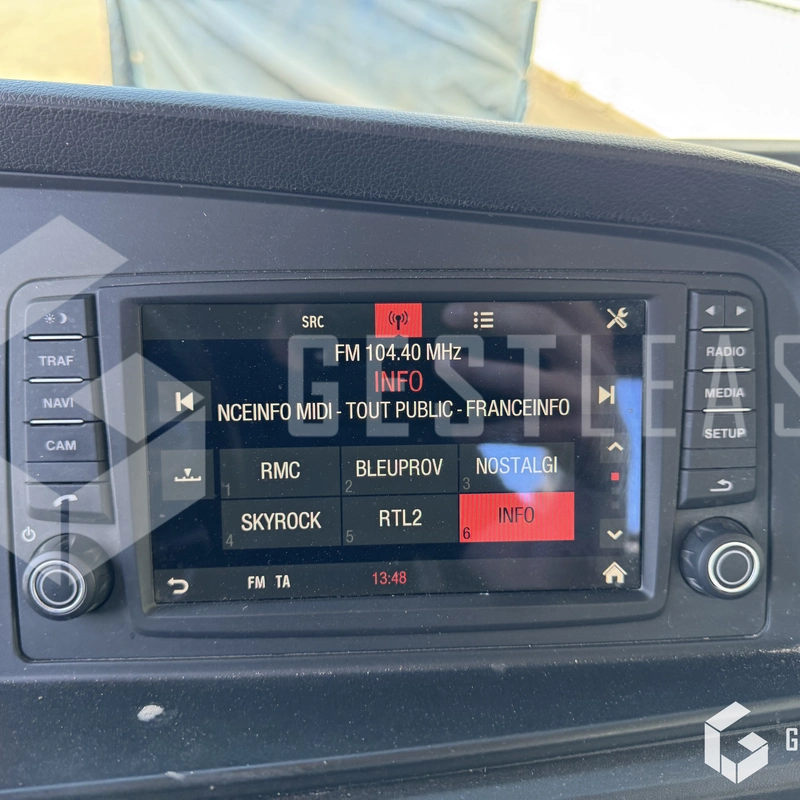 SRC
FM 104.40 MHz
INFO
NCEINFO MIDI - TOUT PUBLIC - FRANCEINFO
1 RMC
2 BLEUPROV
3 NOSTALGI
4 SKYROCK
5 RTL2
6 INFO
FM TA
13:48
TRAF
NAVI
CAM
RADIO
MEDIA
SETUP
GESTLEAS
G